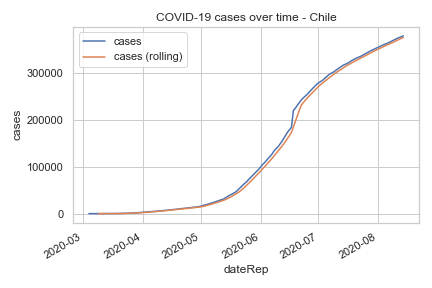 COVID-19 cases over time - Chile
cases
cases (rolling)
300000
200000
100000
0
cases
2020-03
2020-04
2020-05
2020-06
2020-07
2020-08
dateRep